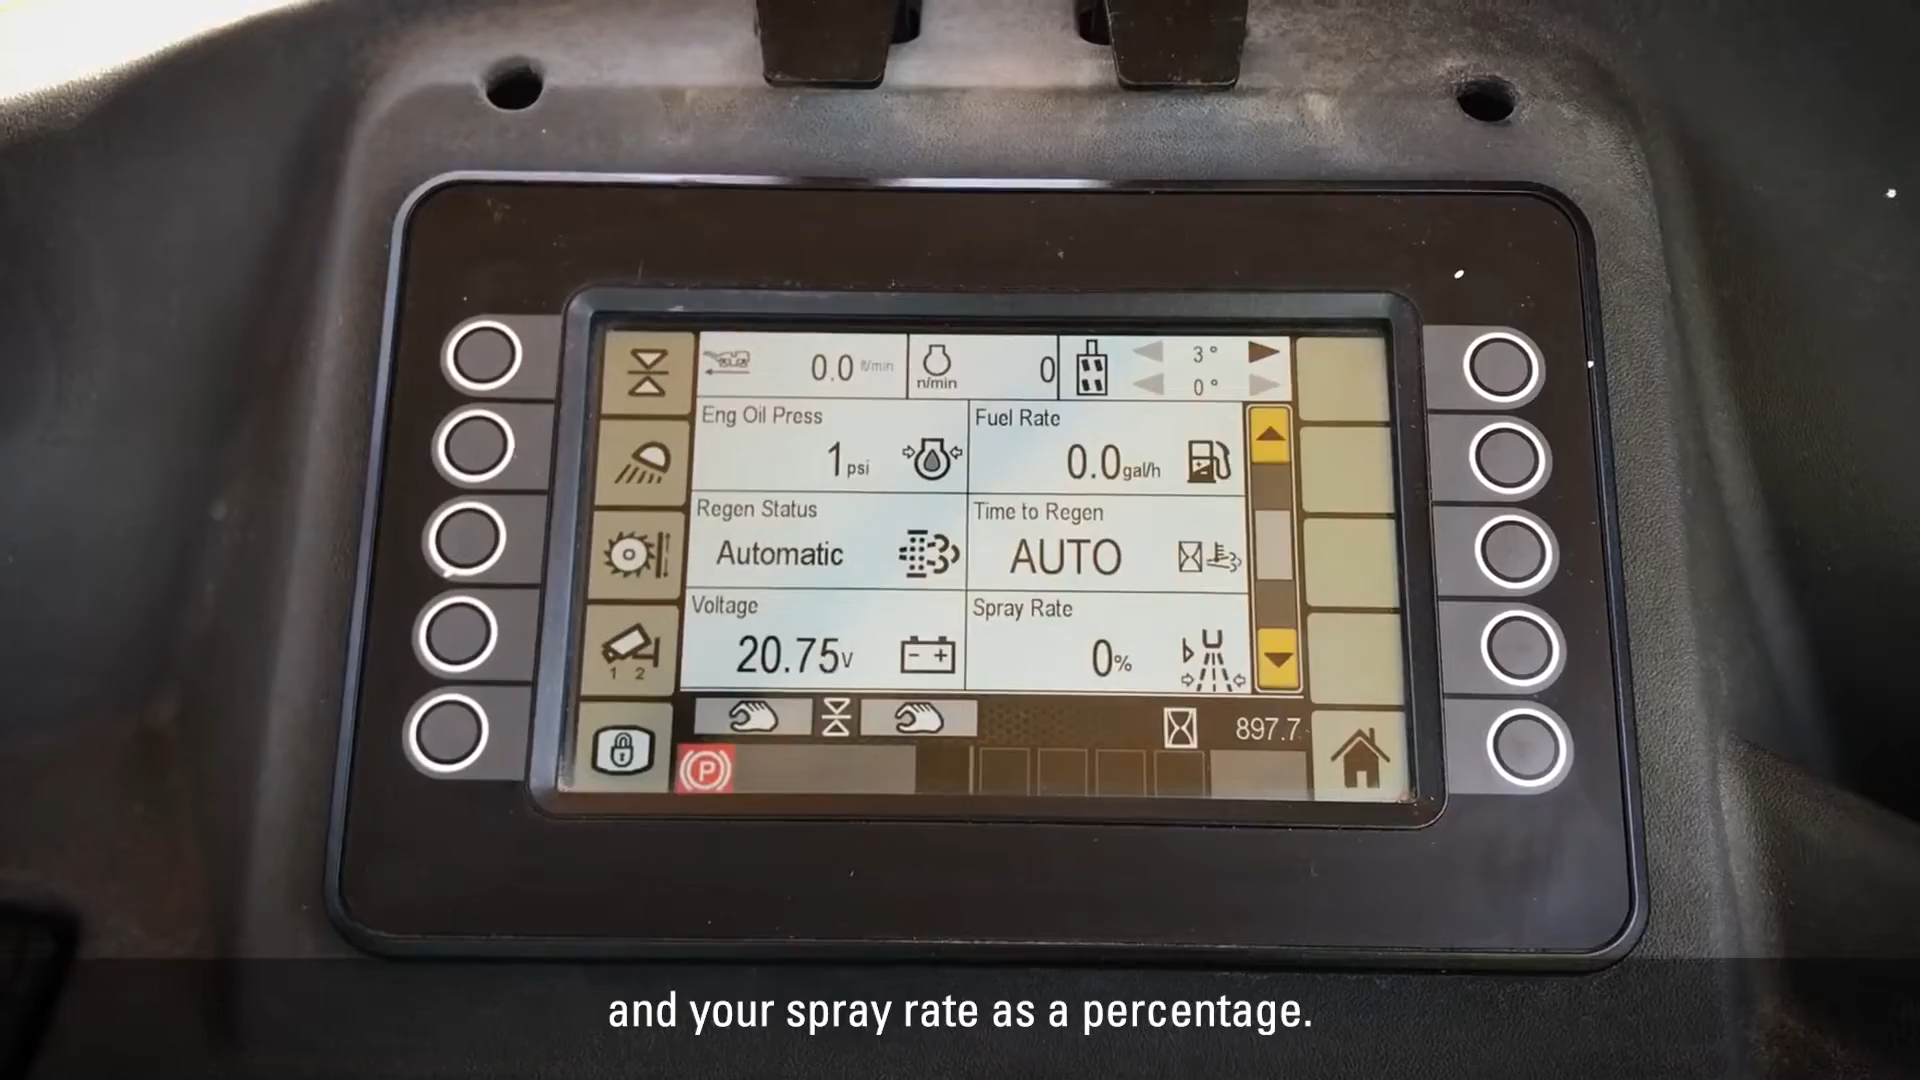 0.0 ft/min
n/min 0
3°
0°
Eng Oil Press
1 psi
Fuel Rate
0.0 gal/h
Regen Status
Automatic
Time to Regen
AUTO
Voltage
20.75 V
Spray Rate
0%
1 2
897.7
P
and your spray rate as a percentage.